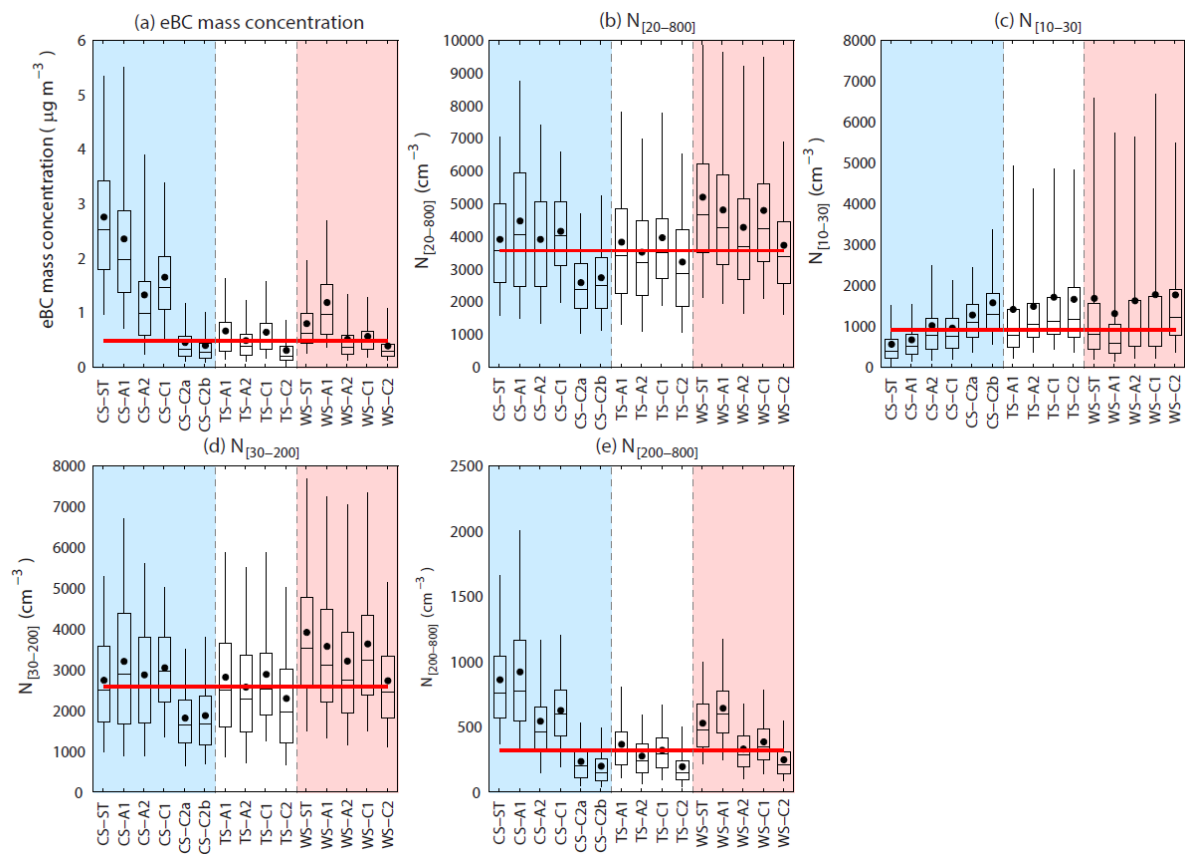 (a) eBC mass concentration
eBC mass concentration ( μg m⁻³ )
6
5
4
3
2
1
0
CS−ST
CS−A1
CS−A2
CS−C1
CS−C2a
CS−C2b
TS−A1
TS−A2
TS−C1
TS−C2
WS−ST
WS−A1
WS−A2
WS−C1
WS−C2
(b) N[20−800]
N[20−800] (cm⁻³ )
10000
9000
8000
7000
6000
5000
4000
3000
2000
1000
0
CS−ST
CS−A1
CS−A2
CS−C1
CS−C2a
CS−C2b
TS−A1
TS−A2
TS−C1
TS−C2
WS−ST
WS−A1
WS−A2
WS−C1
WS−C2
(c) N[10−30]
N[10−30] (cm⁻³ )
8000
7000
6000
5000
4000
3000
2000
1000
0
CS−ST
CS−A1
CS−A2
CS−C1
CS−C2a
CS−C2b
TS−A1
TS−A2
TS−C1
TS−C2
WS−ST
WS−A1
WS−A2
WS−C1
WS−C2
(d) N[30−200]
N[30−200] (cm⁻³ )
8000
7000
6000
5000
4000
3000
2000
1000
0
CS−ST
CS−A1
CS−A2
CS−C1
CS−C2a
CS−C2b
TS−A1
TS−A2
TS−C1
TS−C2
WS−ST
WS−A1
WS−A2
WS−C1
WS−C2
(e) N[200−800]
N[200−800] (cm⁻³ )
2500
2000
1500
1000
500
0
CS−ST
CS−A1
CS−A2
CS−C1
CS−C2a
CS−C2b
TS−A1
TS−A2
TS−C1
TS−C2
WS−ST
WS−A1
WS−A2
WS−C1
WS−C2